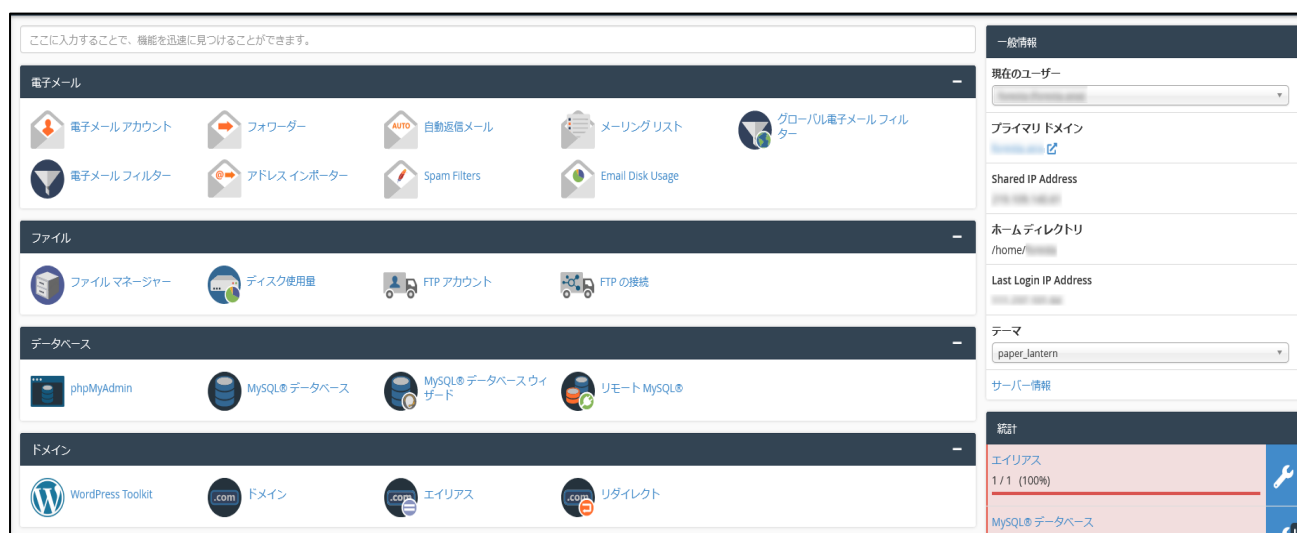 ここに入力することで、機能を迅速に見つけることができます。
電子メール
電子メール アカウント
フォワーダー
AUTO
自動返信メール
メーリング リスト
グローバル電子メール フィル
ター
電子メール フィルター
アドレス インポーター
Spam Filters
Email Disk Usage
ファイル
ファイル マネージャー
ディスク使用量
FTP アカウント
FTP の接続
データベース
phpMyAdmin
MySQL® データベース
MySQL® データベース ウィ
ザード
リモート MySQL®
ドメイン
WordPress Toolkit
.com
ドメイン
.com
エイリアス
.com
リダイレクト
一般情報
現在のユーザー
プライマリ ドメイン
Shared IP Address
ホーム ディレクトリ
/home/
Last Login IP Address
テーマ
paper_lantern
サーバー情報
統計
エイリアス
1 / 1 (100%)
MySQL® データベース